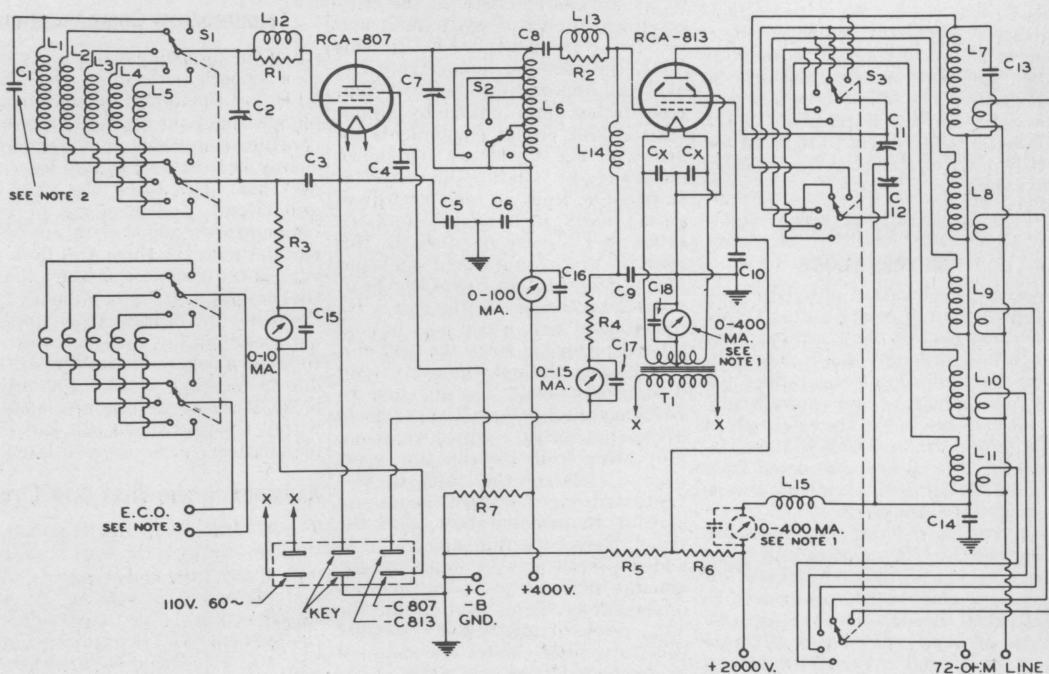 L1
L2
L3
L4
L5
C1
SEE NOTE 2
S1
L12
R1
C2
RCA-807
C7
C3
C4
C5
C6
R3
C15
0-10
MA.
E.C.O.
SEE NOTE 3
110V. 60~
KEY
-C 807
-C 813
R7
+C
-B
GND.
+400V.
S2
L6
C8
L13
R2
L14
RCA-813
CX
CX
0-100
MA.
C16
C9
C18
C10
R4
0-15
MA.
C17
0-400
MA.
SEE
NOTE 1
T1
X
X
R5
R6
L15
0-400 MA.
SEE NOTE 1.
+2000V.
S3
C11
C12
L7
C13
L8
L9
L10
L11
C14
72-OHM LINE